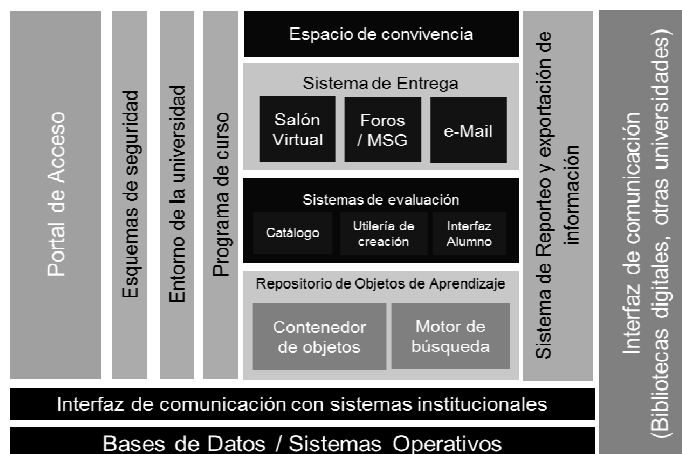 Portal de Acceso
Esquemas de seguridad
Entorno de la universidad
Programa de curso
Espacio de convivencia
Sistema de Entrega
Salón
Virtual
Foros
/ MSG
e-Mail
Sistemas de evaluación
Catálogo
Utilería de
creación
Interfaz
Alumno
Repositorio de Objetos de Aprendizaje
Contenedor
de objetos
Motor de
búsqueda
Sistema de Reporteo y exportación de
información
Interfaz de comunicación
(Bibliotecas digitales, otras universidades)
Interfaz de comunicación con sistemas institucionales
Bases de Datos / Sistemas Operativos